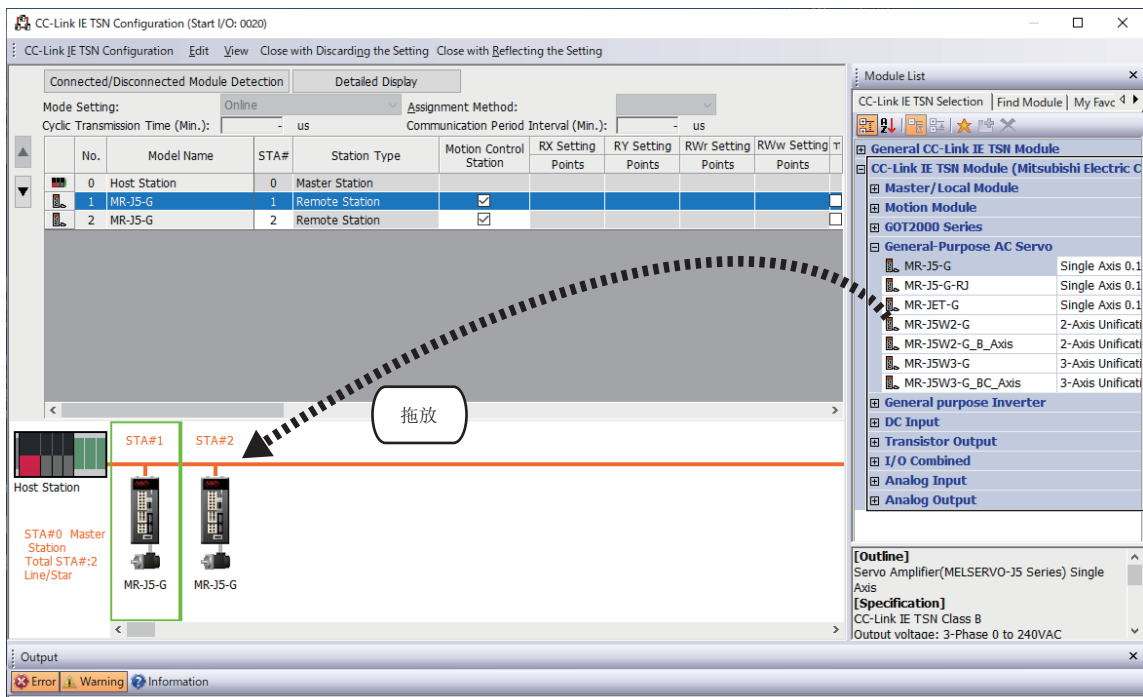 CC-Link IE TSN Configuration (Start I/O: 0020)
CC-Link IE TSN Configuration Edit View Close with Discarding the Setting Close with Reflecting the Setting
Connected/Disconnected Module Detection Detailed Display
Mode Setting: Online Assignment Method:
Cyclic Transmission Time (Min.): - us Communication Period Interval (Min.): - us
No. Model Name STA# Station Type Motion Control Station RX Setting Points RY Setting Points RWr Setting Points RWw Setting Points
0 Host Station 0 Master Station
1 MR-J5-G 1 Remote Station
2 MR-J5-G 2 Remote Station
拖放
STA#1 STA#2
Host Station
STA#0 Master
Station
Total STA#:2
Line/Star
MR-J5-G MR-J5-G
Module List
CC-Link IE TSN Selection Find Module My Favc
General CC-Link IE TSN Module
CC-Link IE TSN Module (Mitsubishi Electric C
Master/Local Module
Motion Module
GOT2000 Series
General-Purpose AC Servo
MR-J5-G Single Axis 0.1
MR-J5-G-RJ Single Axis 0.1
MR-JET-G Single Axis 0.1
MR-J5W2-G 2-Axis Unificati
MR-J5W2-G_B_Axis 2-Axis Unificati
MR-J5W3-G 3-Axis Unificati
MR-J5W3-G_BC_Axis 3-Axis Unificati
General purpose Inverter
DC Input
Transistor Output
I/O Combined
Analog Input
Analog Output
[Outline]
Servo Amplifier(MELSERVO-J5 Series) Single
Axis
[Specification]
CC-Link IE TSN Class B
Output voltage: 3-Phase 0 to 240VAC
Output
Error Warning Information